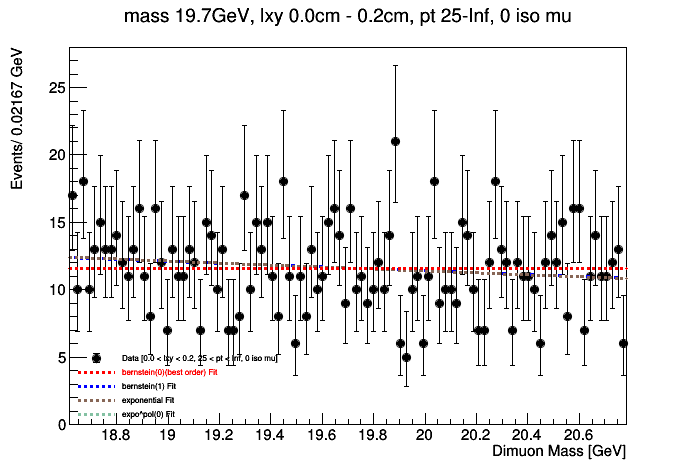 mass 19.7GeV, lxy 0.0cm - 0.2cm, pt 25-Inf, 0 iso mu
Events/ 0.02167 GeV
25
20
15
10
5
0
Data [0.0 < lxy < 0.2, 25 < pt < Inf, 0 iso mu]
bernstein(0)(best order) Fit
bernstein(1) Fit
exponential Fit
expo*pol(0) Fit
18.8 19 19.2 19.4 19.6 19.8 20 20.2 20.4 20.6
Dimuon Mass [GeV]